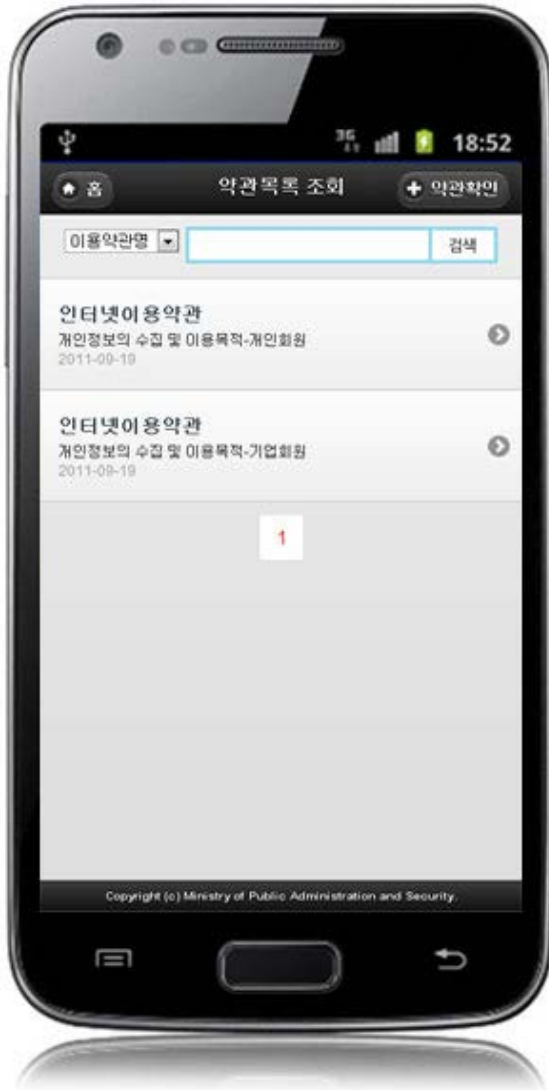 3G
18:52
홈
약관목록 조회
약관확인
이용약관명
검색
인터넷이용약관
개인정보의 수집 및 이용목적-개인회원
2011-09-19
인터넷이용약관
개인정보의 수집 및 이용목적-기업회원
2011-09-19
1
Copyright (c) Ministry of Public Administration and Security.